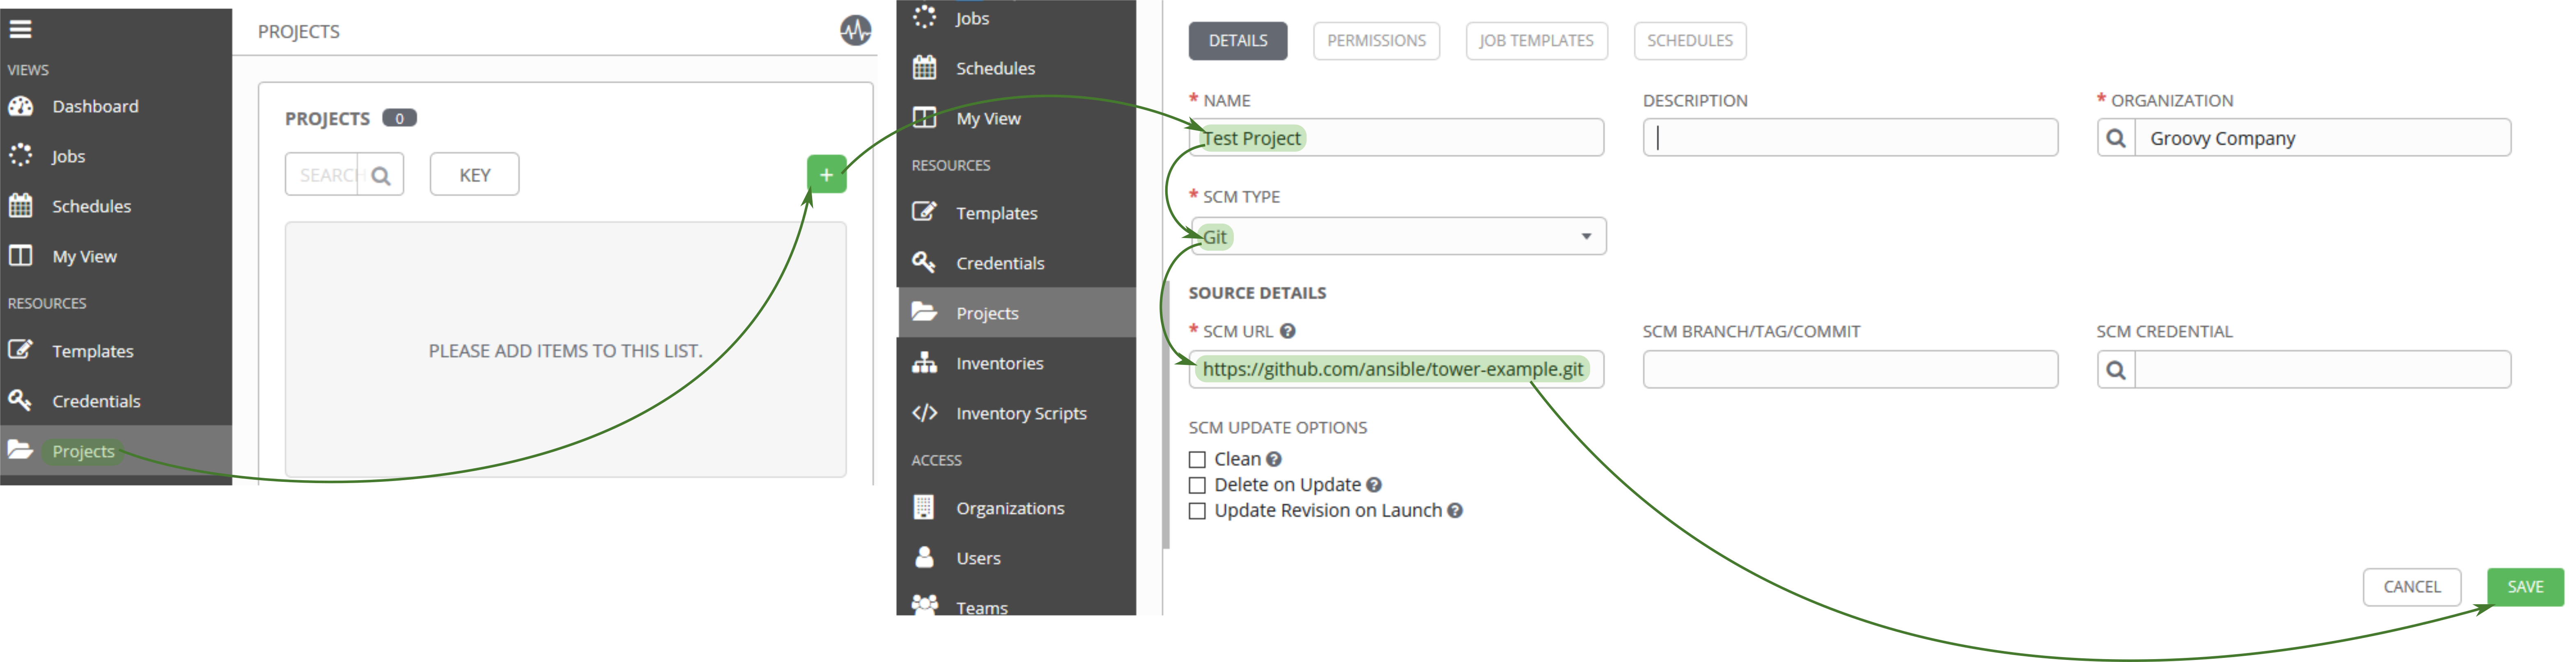 VIEWS
Dashboard
Jobs
Schedules
My View
RESOURCES
Templates
Credentials
Projects
PROJECTS
PROJECTS 0
SEARCH
KEY
+
PLEASE ADD ITEMS TO THIS LIST.
Jobs
Schedules
My View
RESOURCES
Templates
Credentials
Projects
Inventories
Inventory Scripts
ACCESS
Organizations
Users
Teams
DETAILS PERMISSIONS JOB TEMPLATES SCHEDULES
* NAME DESCRIPTION * ORGANIZATION
Test Project Groovy Company
* SCM TYPE
Git
SOURCE DETAILS
* SCM URL SCM BRANCH/TAG/COMMIT SCM CREDENTIAL
https://github.com/ansible/tower-example.git
SCM UPDATE OPTIONS
Clean
Delete on Update
Update Revision on Launch
CANCEL SAVE